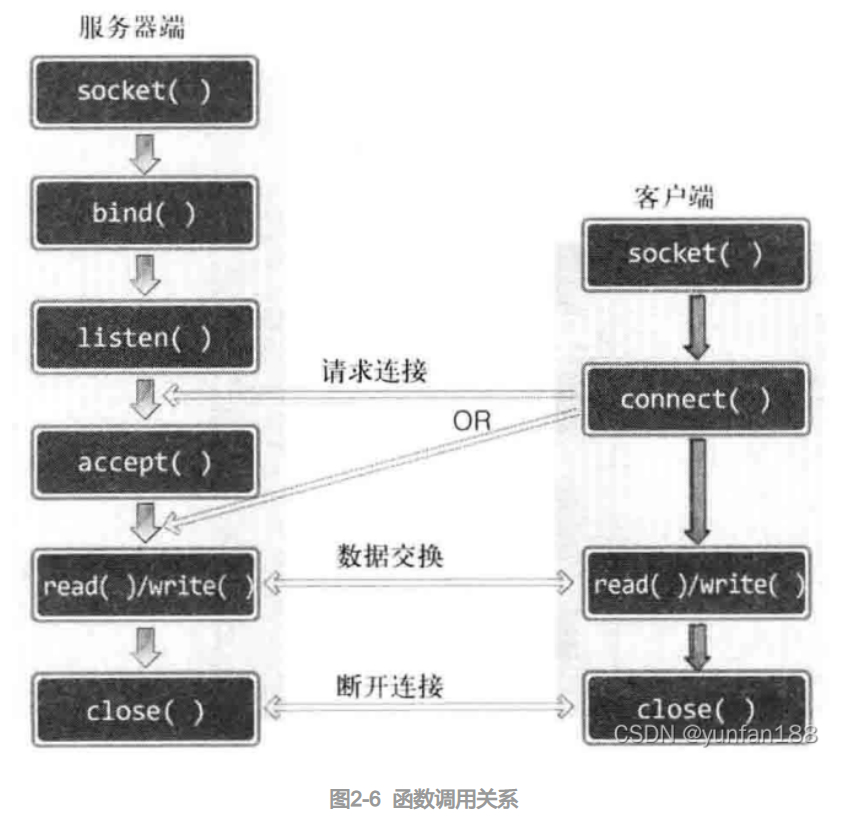 服务器端
socket( )
bind( )
客户端
socket( )
listen( )
请求连接
connect( )
OR
accept( )
数据交换
read( )/write( )
read( )/write( )
断开连接
close( )
close( )
CSDN @yunfan188
图2-6 函数调用关系